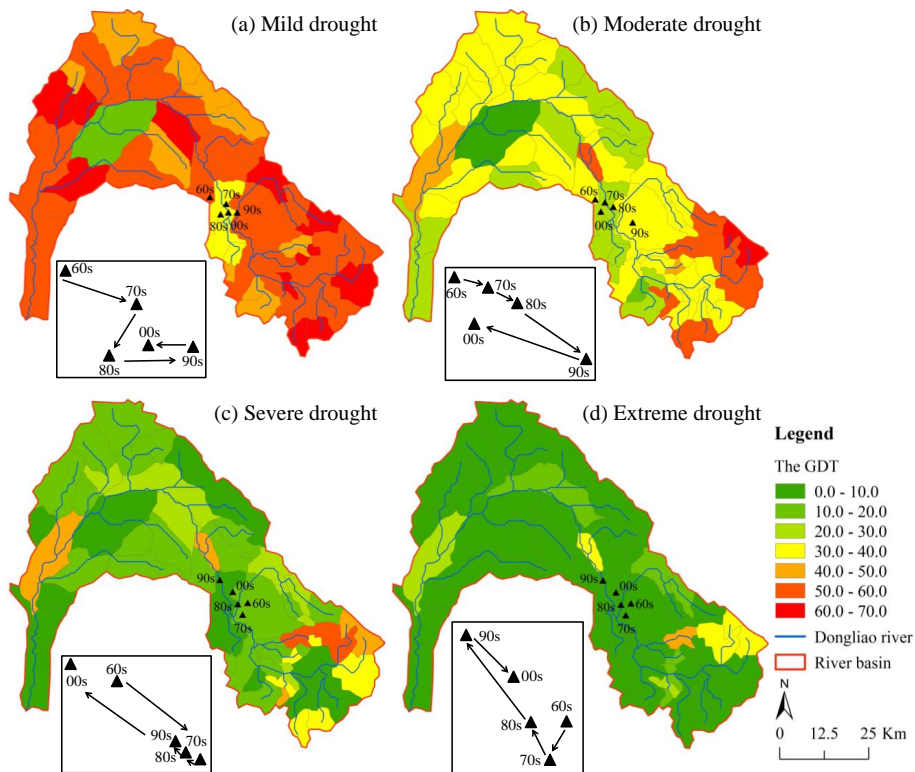 (a) Mild drought
60s
70s
80s
00s
90s
60s
70s
00s
80s
90s
(b) Moderate drought
60s
70s
80s
00s
90s
60s
70s
80s
00s
90s
(c) Severe drought
90s
00s
80s
60s
70s
00s
60s
90s
70s
80s
(d) Extreme drought
90s
00s
80s
60s
70s
90s
00s
60s
80s
70s
Legend
The GDT
0.0 - 10.0
10.0 - 20.0
20.0 - 30.0
30.0 - 40.0
40.0 - 50.0
50.0 - 60.0
60.0 - 70.0
Dongliao river
River basin
N
0 12.5 25 Km